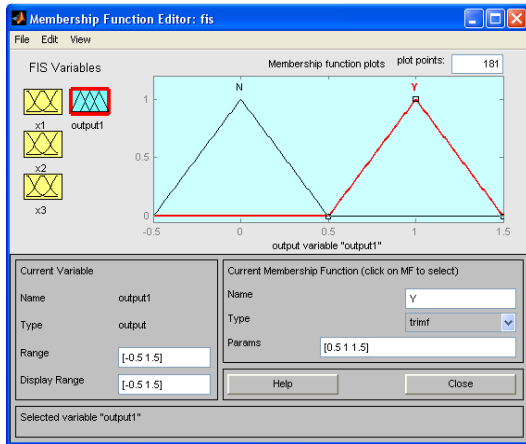 Membership Function Editor: fis
File Edit View
FIS Variables
Membership function plots plot points: 181
x1 output1
x2
x3
N Y
1
0.5
0
-0.5 0 0.5 1 1.5
output variable "output1"
Current Variable
Name output1
Type output
Range [-0.5 1.5]
Display Range [-0.5 1.5]
Current Membership Function (click on MF to select)
Name Y
Type trimf
Params [0.5 1 1.5]
Help Close
Selected variable "output1"